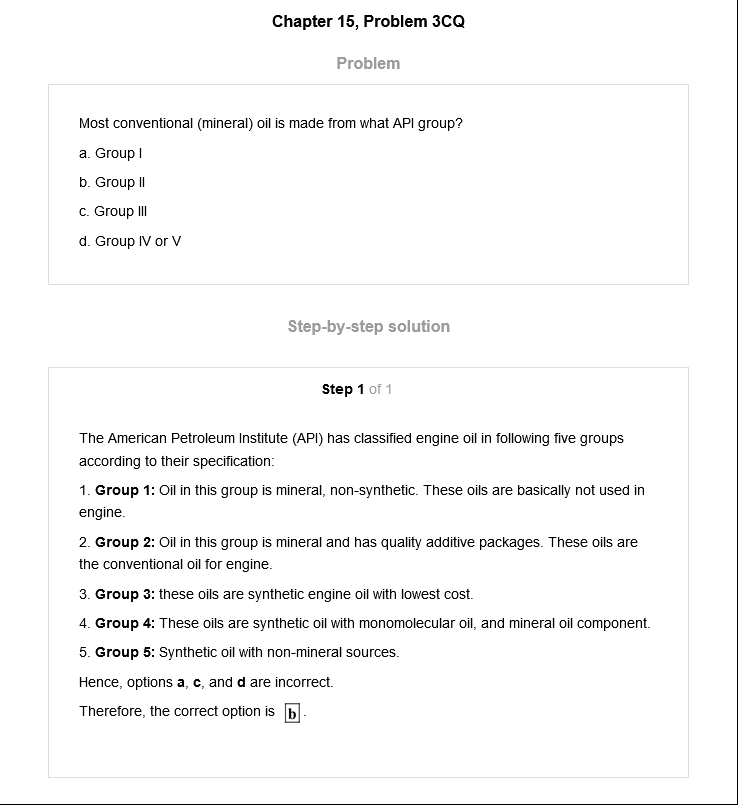 Chapter 15, Problem 3CQ
Problem
Most conventional (mineral) oil is made from what API group?
a. Group I
b. Group II
c. Group III
d. Group IV or V
Step-by-step solution
Step 1 of 1
The American Petroleum Institute (API) has classified engine oil in following five groups
according to their specification:
1. Group 1: Oil in this group is mineral, non-synthetic. These oils are basically not used in
engine.
2. Group 2: Oil in this group is mineral and has quality additive packages. These oils are
the conventional oil for engine.
3. Group 3: these oils are synthetic engine oil with lowest cost.
4. Group 4: These oils are synthetic oil with monomolecular oil, and mineral oil component.
5. Group 5: Synthetic oil with non-mineral sources.
Hence, options a, c, and d are incorrect.
Therefore, the correct option is b.